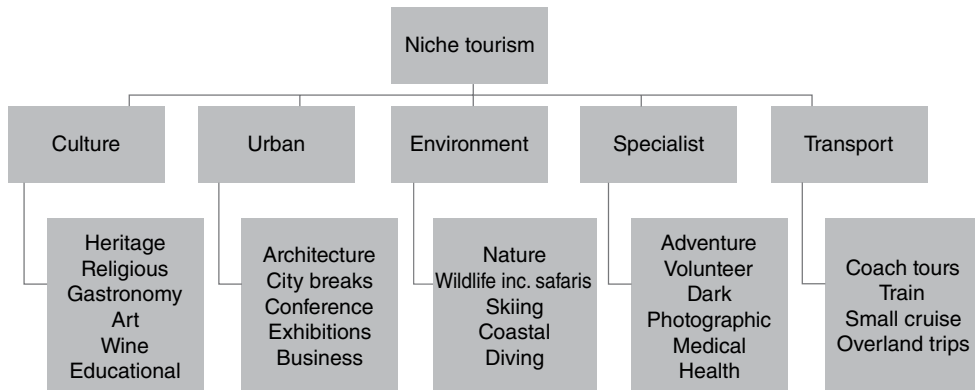 Niche tourism
Culture
Urban
Environment
Specialist
Transport
Heritage
Religious
Gastronomy
Art
Wine
Educational
Architecture
City breaks
Conference
Exhibitions
Business
Nature
Wildlife inc. safaris
Skiing
Coastal
Diving
Adventure
Volunteer
Dark
Photographic
Medical
Health
Coach tours
Train
Small cruise
Overland trips